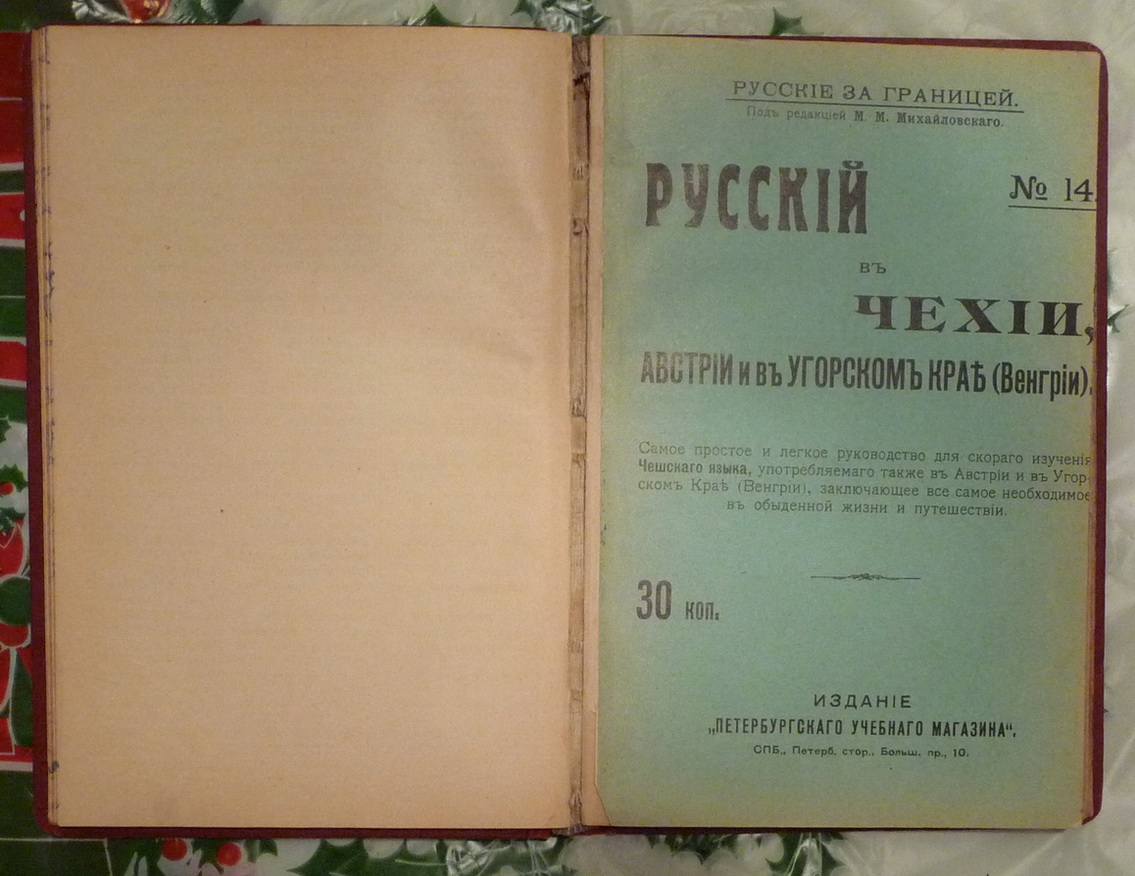 РУССКІЕ ЗА ГРАНИЦЕЙ.
Подъ редакціей М. М. Михайловскаго.
РУССКІЙ
№ 14.
въ
ЧЕХІИ,
АВСТРІИ и въ УГОРСКОМЪ КРАѢ (Венгріи).
Самое простое и легкое руководство для скораго изученія
Чешскаго языка, употребляемаго также въ Австріи и въ Угор-
скомъ Краѣ (Венгріи), заключающее все самое необходимое
въ обыденной жизни и путешествіи.
30 коп.
ИЗДАНІЕ
„ПЕТЕРБУРГСКАГО УЧЕБНАГО МАГАЗИНА“.
СПБ., Петерб. стор., Больш. пр., 10.